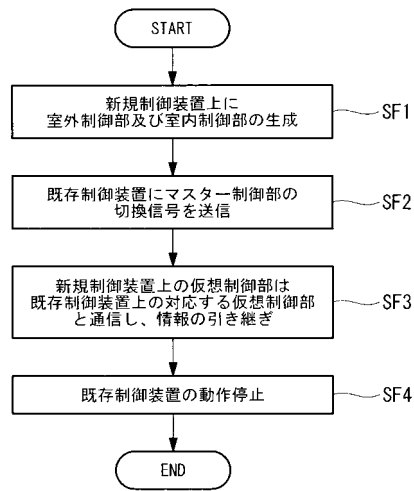 START
新規制御装置上に
室外制御部及び室内制御部の生成
SF1
既存制御装置にマスター制御部の
切換信号を送信
SF2
新規制御装置上の仮想制御部は
既存制御装置上の対応する仮想制御部
と通信し、情報の引き継ぎ
SF3
既存制御装置の動作停止
SF4
END